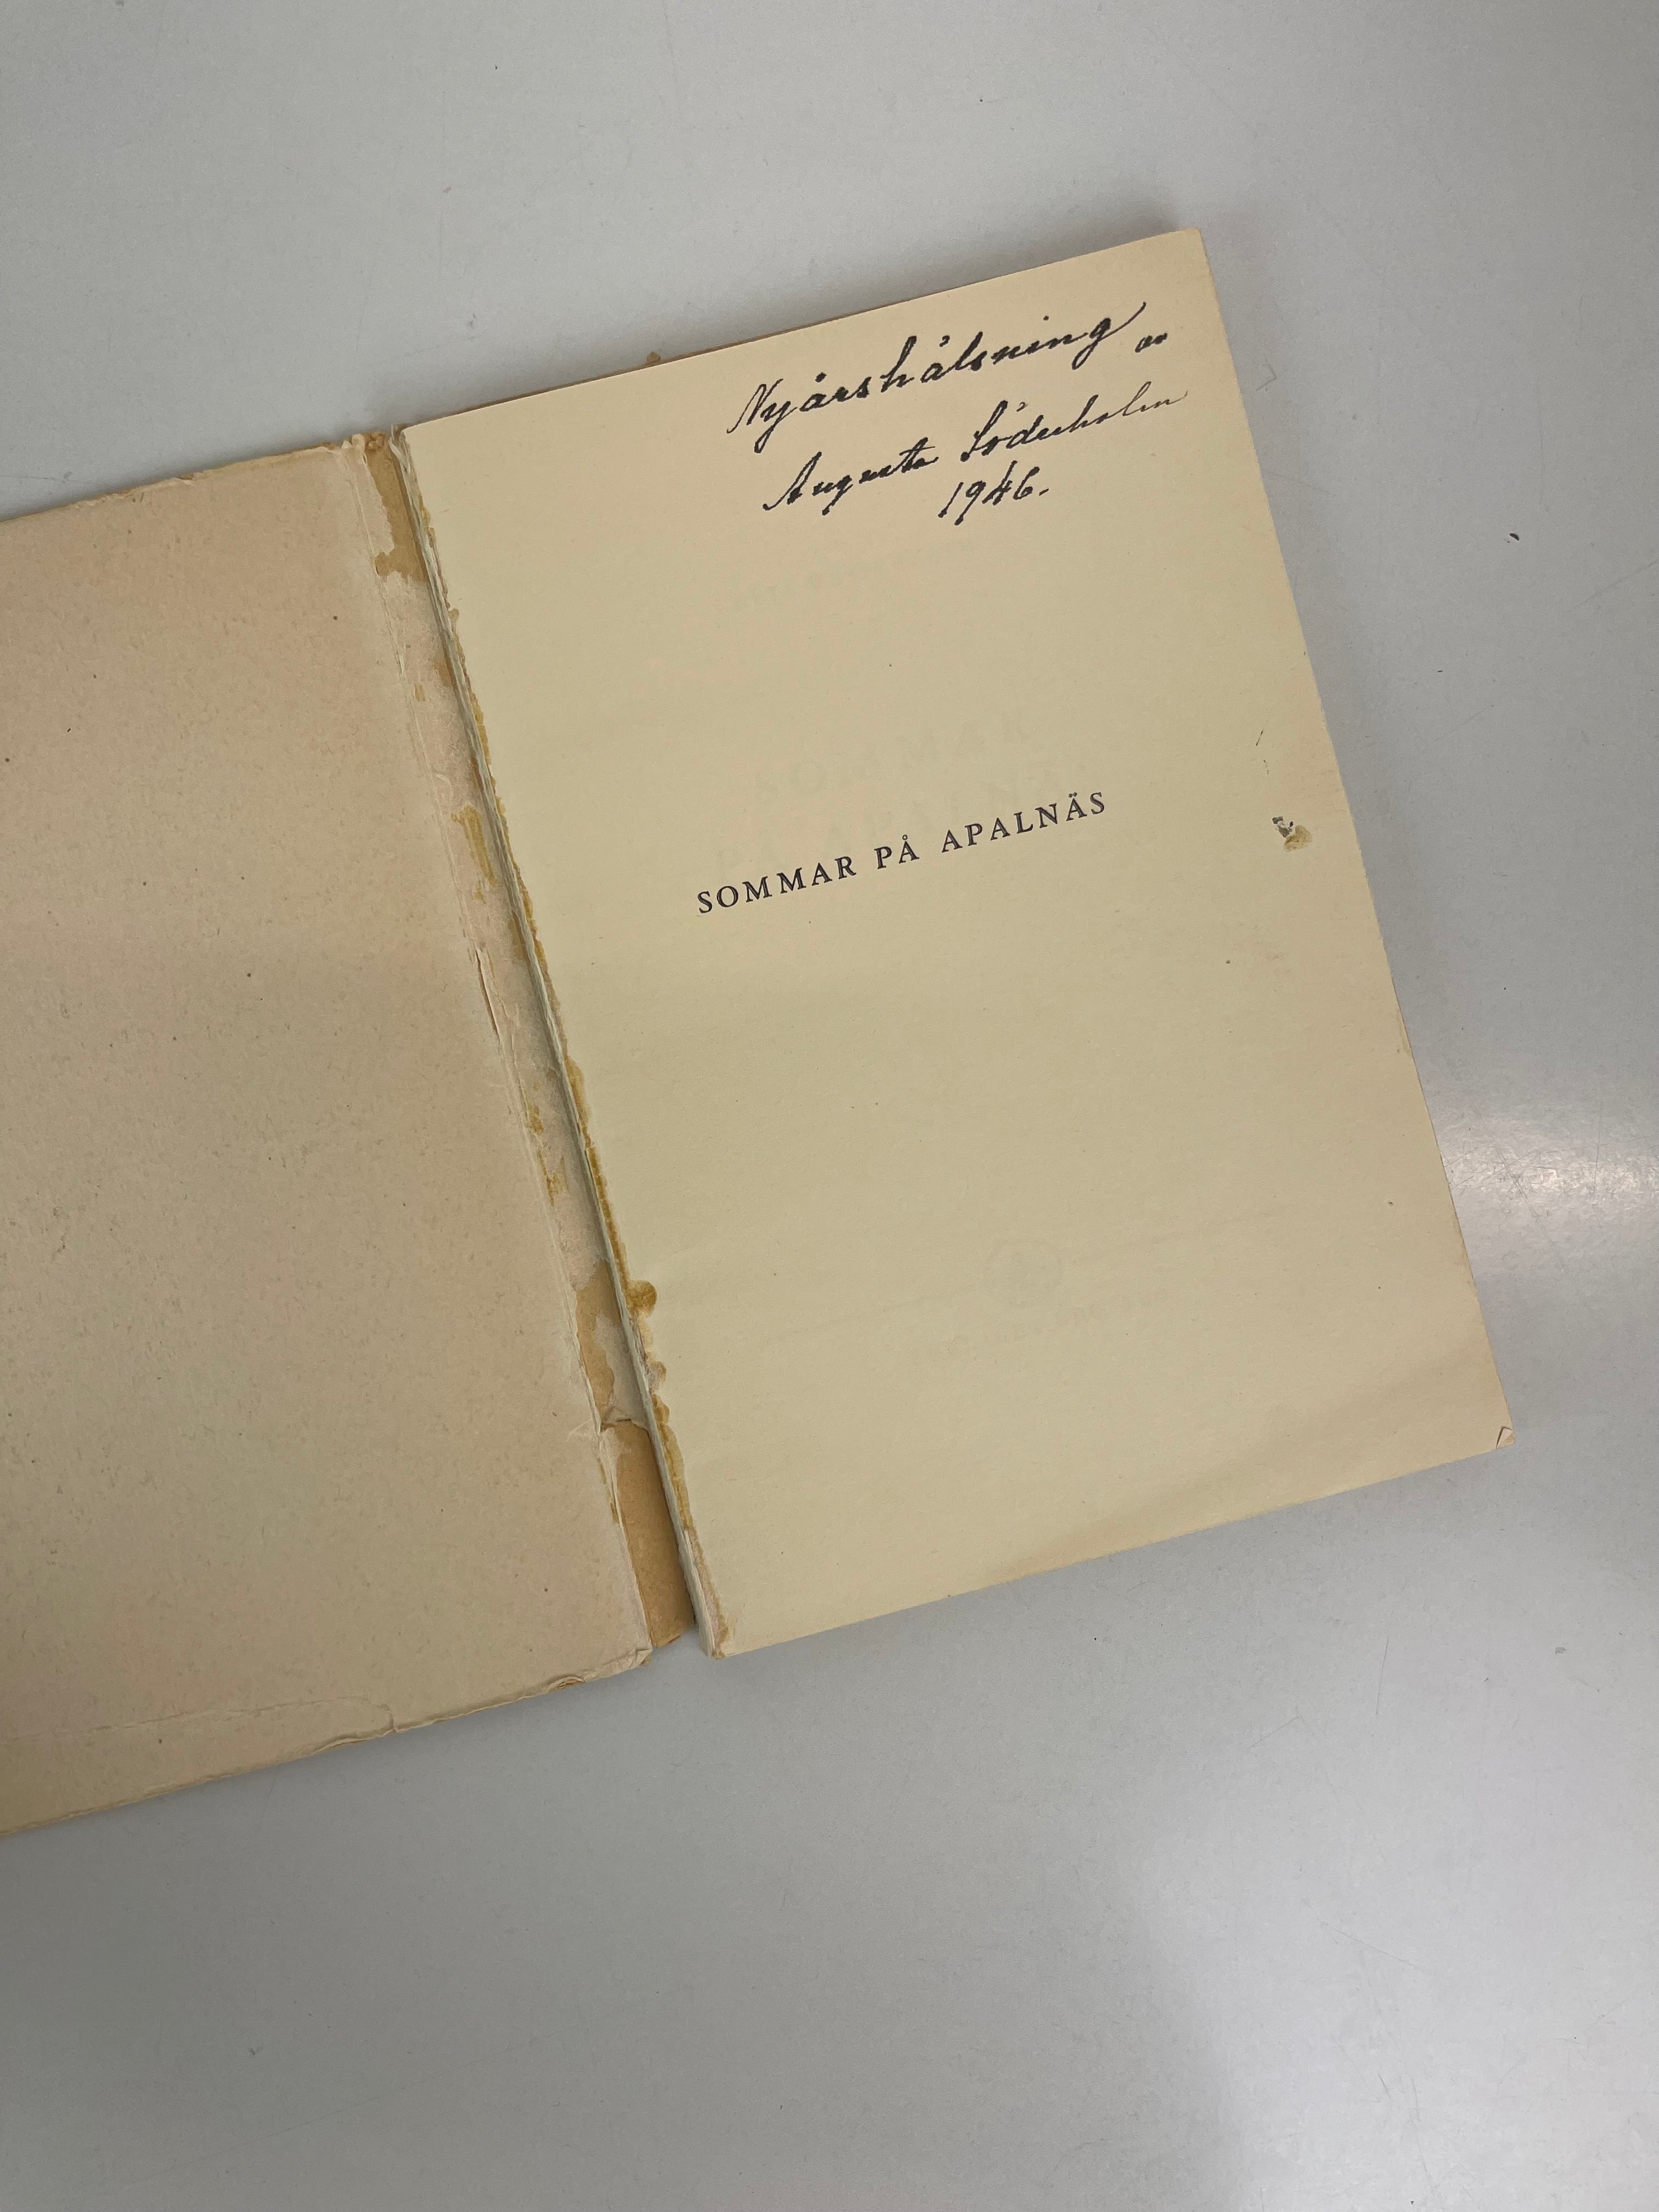 Nyårshälsning av
Augusta Söderholm
1946.
SOMMAR PÅ APALNÄS